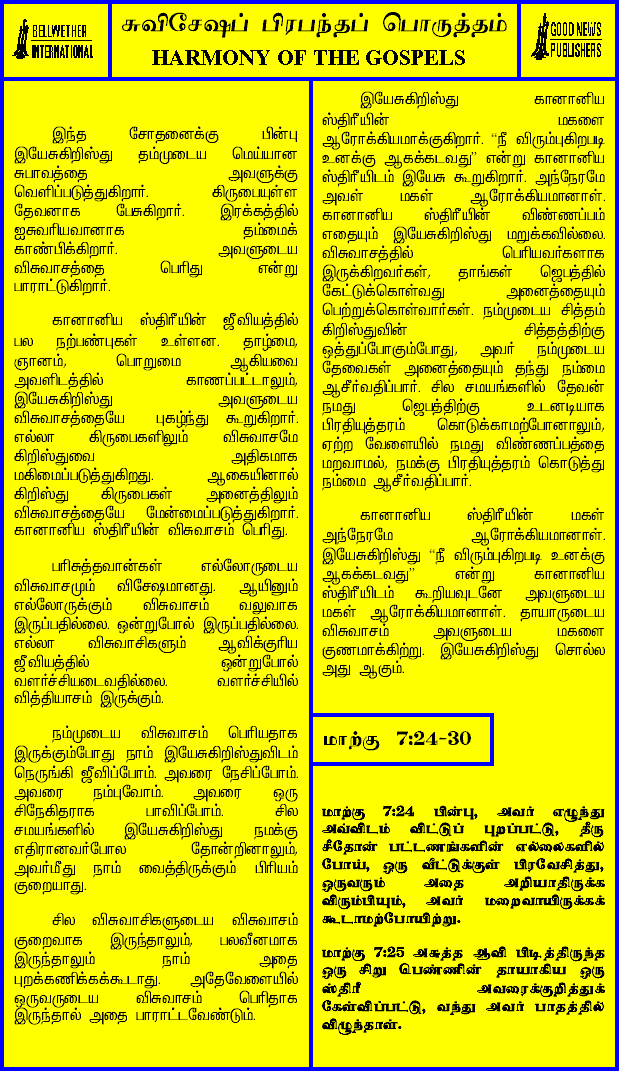 BELLWETHER
INTERNATIONAL
சுவிசேஷப் பிரபந்தப் பொருத்தம்
HARMONY OF THE GOSPELS
GOOD NEWS
PUBLISHERS
இந்த சோதனைக்கு பின்பு
இயேசுகிறிஸ்து தம்முடைய மெய்யான
சுபாவத்தை அவளுக்கு
வெளிப்படுத்துகிறார். கிருபையுள்ள
தேவனாக பேசுகிறார். இரக்கத்தில்
ஐசுவரியவானாக தம்மைக்
காண்பிக்கிறார். அவளுடைய
விசுவாசத்தை பெரிது என்று
பாராட்டுகிறார்.
கானானிய ஸ்திரீயின் ஜீவியத்தில்
பல நற்பண்புகள் உள்ளன. தாழ்மை,
ஞானம், பொறுமை ஆகியவை
அவளிடத்தில் காணப்பட்டாலும்,
இயேசுகிறிஸ்து அவளுடைய
விசுவாசத்தையே புகழ்ந்து கூறுகிறார்.
எல்லா கிருபைகளிலும் விசுவாசமே
கிறிஸ்துவை அதிகமாக
மகிமைப்படுத்துகிறது. ஆகையினால்
கிறிஸ்து கிருபைகள் அனைத்திலும்
விசுவாசத்தையே மேன்மைப்படுத்துகிறார்.
கானானிய ஸ்திரீயின் விசுவாசம் பெரிது.
பரிசுத்தவான்கள் எல்லோருடைய
விசுவாசமும் விசேஷமானது. ஆயினும்
எல்லோருக்கும் விசுவாசம் வலுவாக
இருப்பதில்லை. ஒன்றுபோல் இருப்பதில்லை.
எல்லா விசுவாசிகளும் ஆவிக்குரிய
ஜீவியத்தில் ஒன்றுபோல்
வளர்ச்சியடைவதில்லை. வளர்ச்சியில்
வித்தியாசம் இருக்கும்.
நம்முடைய விசுவாசம் பெரியதாக
இருக்கும்போது நாம் இயேசுகிறிஸ்துவிடம்
நெருங்கி ஜீவிப்போம். அவரை நேசிப்போம்.
அவரை நம்புவோம். அவரை ஒரு
சிநேகிதராக பாவிப்போம். சில
சமயங்களில் இயேசுகிறிஸ்து நமக்கு
எதிரானவர்போல தோன்றினாலும்,
அவர்மீது நாம் வைத்திருக்கும் பிரியம்
குறையாது.
சில விசுவாசிகளுடைய விசுவாசம்
குறைவாக இருந்தாலும், பலவீனமாக
இருந்தாலும் நாம் அதை
புறக்கணிக்கக்கூடாது. அதேவேளையில்
ஒருவருடைய விசுவாசம் பெரிதாக
இருந்தால் அதை பாராட்டவேண்டும்.
இயேசுகிறிஸ்து கானானிய
ஸ்திரீயின் மகளை
ஆரோக்கியமாக்குகிறார். “நீ விரும்புகிறபடி
உனக்கு ஆகக்கடவது” என்று கானானிய
ஸ்திரீயிடம் இயேசு கூறுகிறார். அந்நேரமே
அவள் மகள் ஆரோக்கியமானாள்.
கானானிய ஸ்திரீயின் விண்ணப்பம்
எதையும் இயேசுகிறிஸ்து மறுக்கவில்லை.
விசுவாசத்தில் பெரியவர்களாக
இருக்கிறவர்கள், தாங்கள் ஜெபத்தில்
கேட்டுக்கொள்வது அனைத்தையும்
பெற்றுக்கொள்வார்கள். நம்முடைய சித்தம்
கிறிஸ்துவின் சித்தத்திற்கு
ஒத்துப்போகும்போது, அவர் நம்முடைய
தேவைகள் அனைத்தையும் தந்து நம்மை
ஆசீர்வதிப்பார். சில சமயங்களில் தேவன்
நமது ஜெபத்திற்கு உடனடியாக
பிரதியுத்தரம் கொடுக்காமற்போனாலும்,
ஏற்ற வேளையில் நமது விண்ணப்பத்தை
மறவாமல், நமக்கு பிரதியுத்தரம் கொடுத்து
நம்மை ஆசீர்வதிப்பார்.
கானானிய ஸ்திரீயின் மகள்
அந்நேரமே ஆரோக்கியமானாள்.
இயேசுகிறிஸ்து “நீ விரும்புகிறபடி உனக்கு
ஆகக்கடவது” என்று கானானிய
ஸ்திரீயிடம் கூறியவுடனே அவளுடைய
மகள் ஆரோக்கியமானாள். தாயாருடைய
விசுவாசம் அவளுடைய மகளை
குணமாக்கிற்று. இயேசுகிறிஸ்து சொல்ல
அது ஆகும்.
மாற்கு 7:24-30
மாற்கு 7:24 பின்பு, அவர் எழுந்து
அவ்விடம் விட்டுப் புறப்பட்டு, தீரு
சீதோன் பட்டணங்களின் எல்லைகளில்
போய், ஒரு வீட்டுக்குள் பிரவேசித்து,
ஒருவரும் அதை அறியாதிருக்க
விரும்பியும், அவர் மறைவாயிருக்கக்
கூடாமற்போயிற்று.
மாற்கு 7:25 அசுத்த ஆவி பிடித்திருந்த
ஒரு சிறு பெண்ணின் தாயாகிய ஒரு
ஸ்திரீ அவரைக்குறித்துக்
கேள்விப்பட்டு, வந்து அவர் பாதத்தில்
விழுந்தாள்.